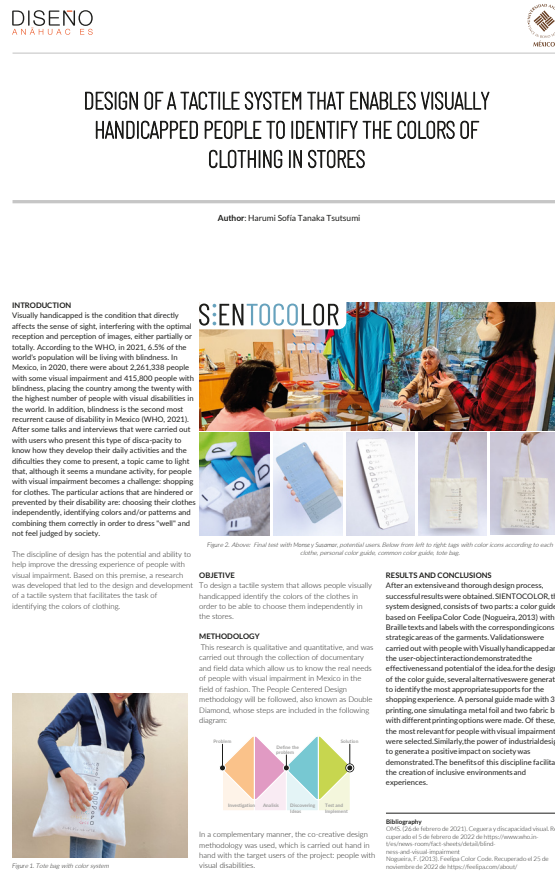 DISEÑO
ANÁHUAC ES
MÉXICO
DESIGN OF A TACTILE SYSTEM THAT ENABLES VISUALLY
HANDICAPPED PEOPLE TO IDENTIFY THE COLORS OF
CLOTHING IN STORES
Author: Harumi Sofía Tanaka Tsutsumi
INTRODUCTION
Visually handicapped is the condition that directly
affects the sense of sight, interfering with the optimal
reception and perception of images, either partially or
totally. According to the WHO, in 2021, 6.5% of the
world's population will be living with blindness. In
Mexico, in 2020, there were about 2,261,338 people
with some visual impairment and 415,800 people with
blindness, placing the country among the twenty with
the highest number of people with visual disabilities in
the world. In addition, blindness is the second most
recurrent cause of disability in Mexico (WHO, 2021).
After some talks and interviews that were carried out
with users who present this type of disca-pacity to
know how they develop their daily activities and the
dificulties they come to present, a topic came to light
that, although it seems a mundane activity, for people
with visual impairment becomes a challenge: shopping
for clothes. The particular actions that are hindered or
prevented by their disability are: choosing their clothes
independently, identifying colors and/or patterns and
combining them correctly in order to dress "well" and
not feel judged by society.
The discipline of design has the potential and ability to
help improve the dressing experience of people with
visual impairment. Based on this premise, a research
was developed that led to the design and development
of a tactile system that facilitates the task of
identifying the colors of clothing.
Figure 1. Tote bag with color system
SIENTOCOLOR
Figure 2. Above: Final test with Memory Suzamer, potential users. Below from left to right tags with color icons according to each
clothe, personal color guide, common color guide, tote bag.
OBJETIVE
To design a tactile system that allows people visually
handicapped identify the colors of the clothes in
order to be able to choose them independently in
the stores.
METHODOLOGY
This research is qualitative and quantitative, and was
carried out through the collection of documentary
and field data which allow us to know the real needs
of people with visual impairment in Mexico in the
field of fashion. The People Centered Design
methodology will be followed, also known as Double
Diamond, whose steps are included in the following
diagram:
Problem
Define the
problem
Solution
Investigation
Analisis
Discovering
ideas
Test and
implement
In a complementary manner, the co-creative design
methodology was used, which is carried out hand in
hand with the target users of the project: people with
visual disabilities.
RESULTS AND CONCLUSIONS
After an extensive and thorough design process,
successful results were obtained. SIENTOCOLOR, th
system designed, consists of two parts: a color guide
based on Feelipa Color Code (Nogueira, 2013) with
Braille texts and labels with the corresponding icons
strategic areas of the garments. Validations were
carried out with people with Visually handicapped an
the user-object interaction demonstrated the
effectiveness and potential of the idea. for the design
of the color guide, several alternatives were generat
to identify the most appropriate supports for the
shopping experience. A personal guide made with 3
printing, one simulating a metal foil and two fabric b
with different printing options were made. Of these,
the most relevant for people with visual impairment
were selected. Similarly, the power of industrial desig
to generate a positive impact on society was
demonstrated. The benefits of this discipline facilita
the creation of inclusive environments and
experiences.
Bibliography
OMS. (26 de febrero de 2021). Ceguera y discapacidad visual. Re
cuperado el 5 de febrero de 2022 de https://www.who.in-
t/es/news-room/fact-sheets/detail/blind-
ness-and-visual-impairment
Nogueira, F. (2013). Feelipa Color Code. Recuperado el 25 de
noviembre de 2022 de https://feelipa.com/about/